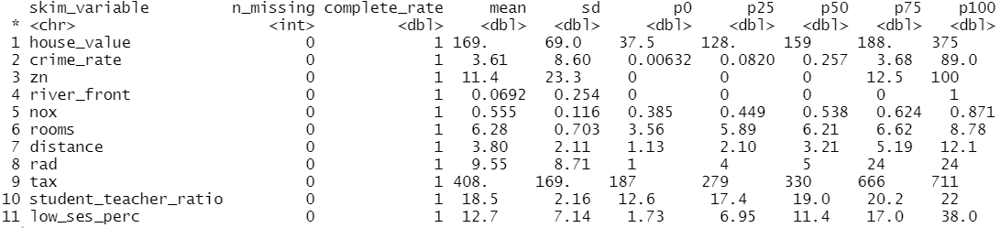 skim_variable n_missing complete_rate mean sd p0 p25 p50 p75 p100
* <chr> <int> <dbl> <dbl> <dbl> <dbl> <dbl> <dbl> <dbl> <dbl>
1 house_value 0 1 169. 69.0 37.5 128. 159 188. 375
2 crime_rate 0 1 3.61 8.60 0.00632 0.0820 0.257 3.68 89.0
3 zn 0 1 11.4 23.3 0 0 0 12.5 100
4 river_front 0 1 0.0692 0.254 0 0 0 0 1
5 nox 0 1 0.555 0.116 0.385 0.449 0.538 0.624 0.871
6 rooms 0 1 6.28 0.703 3.56 5.89 6.21 6.62 8.78
7 distance 0 1 3.80 2.11 1.13 2.10 3.21 5.19 12.1
8 rad 0 1 9.55 8.71 1 4 5 24 24
9 tax 0 1 408. 169. 187 279 330 666 711
10 student_teacher_ratio 0 1 18.5 2.16 12.6 17.4 19.0 20.2 22
11 low_ses_perc 0 1 12.7 7.14 1.73 6.95 11.4 17.0 38.0